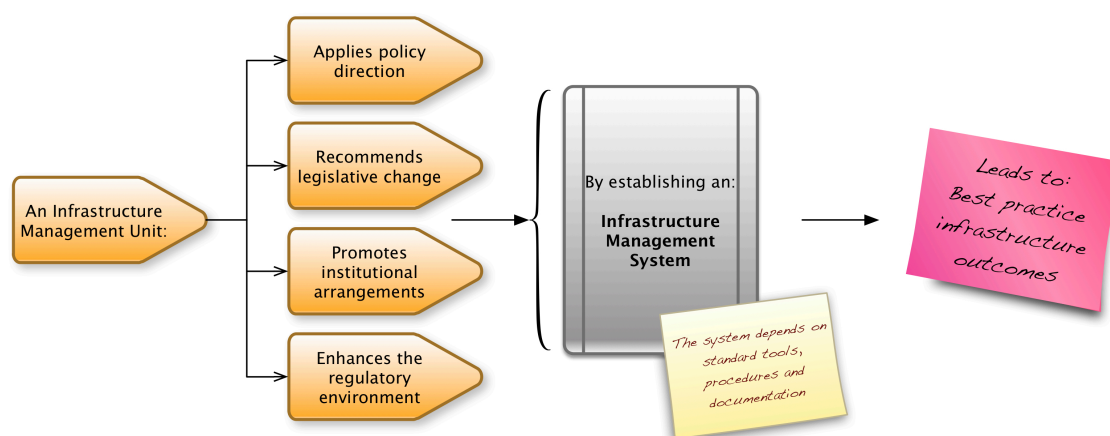 An Infrastructure
Management Unit:
Applies policy
direction
Recommends
legislative change
Promotes
institutional
arrangements
Enhances the
regulatory
environment
By establishing an:
Infrastructure
Management
System
The system depends on
standard tools,
procedures and
documentation
Leads to:
Best practice
infrastructure
outcomes